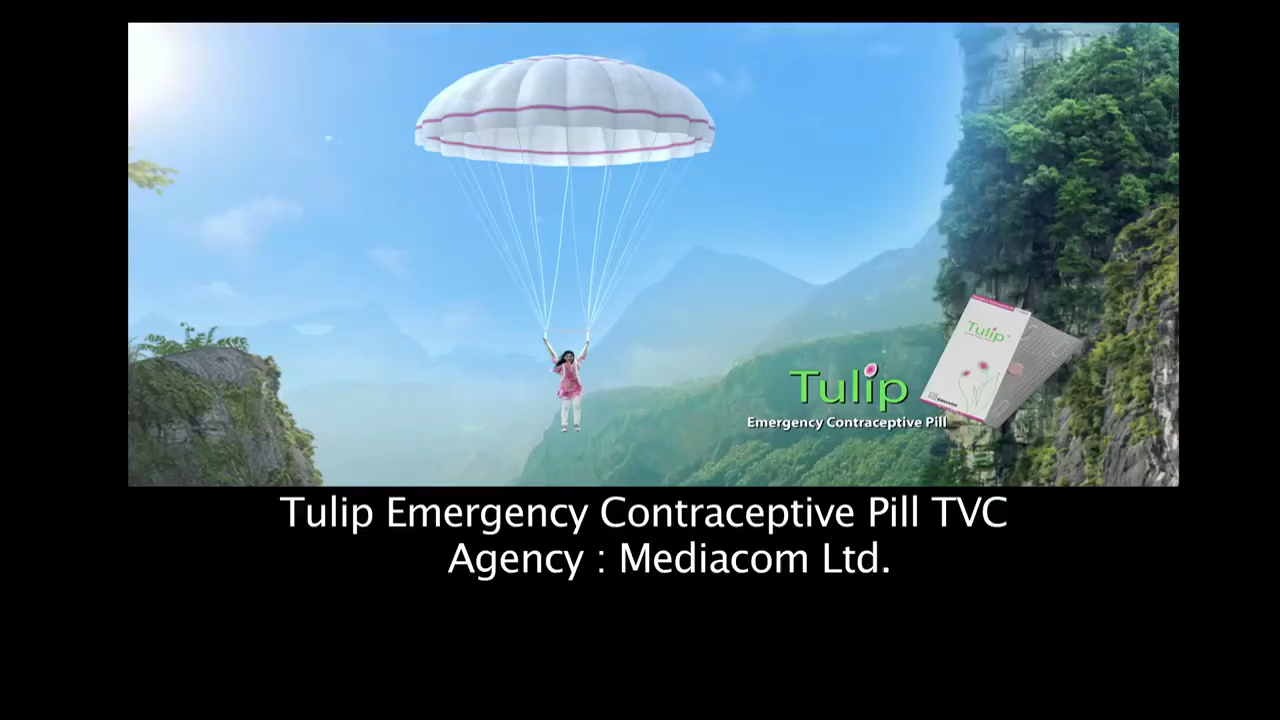 Tulip
Tulip
Emergency Contraceptive Pill
Tulip Emergency Contraceptive Pill TVC
Agency : Mediacom Ltd.